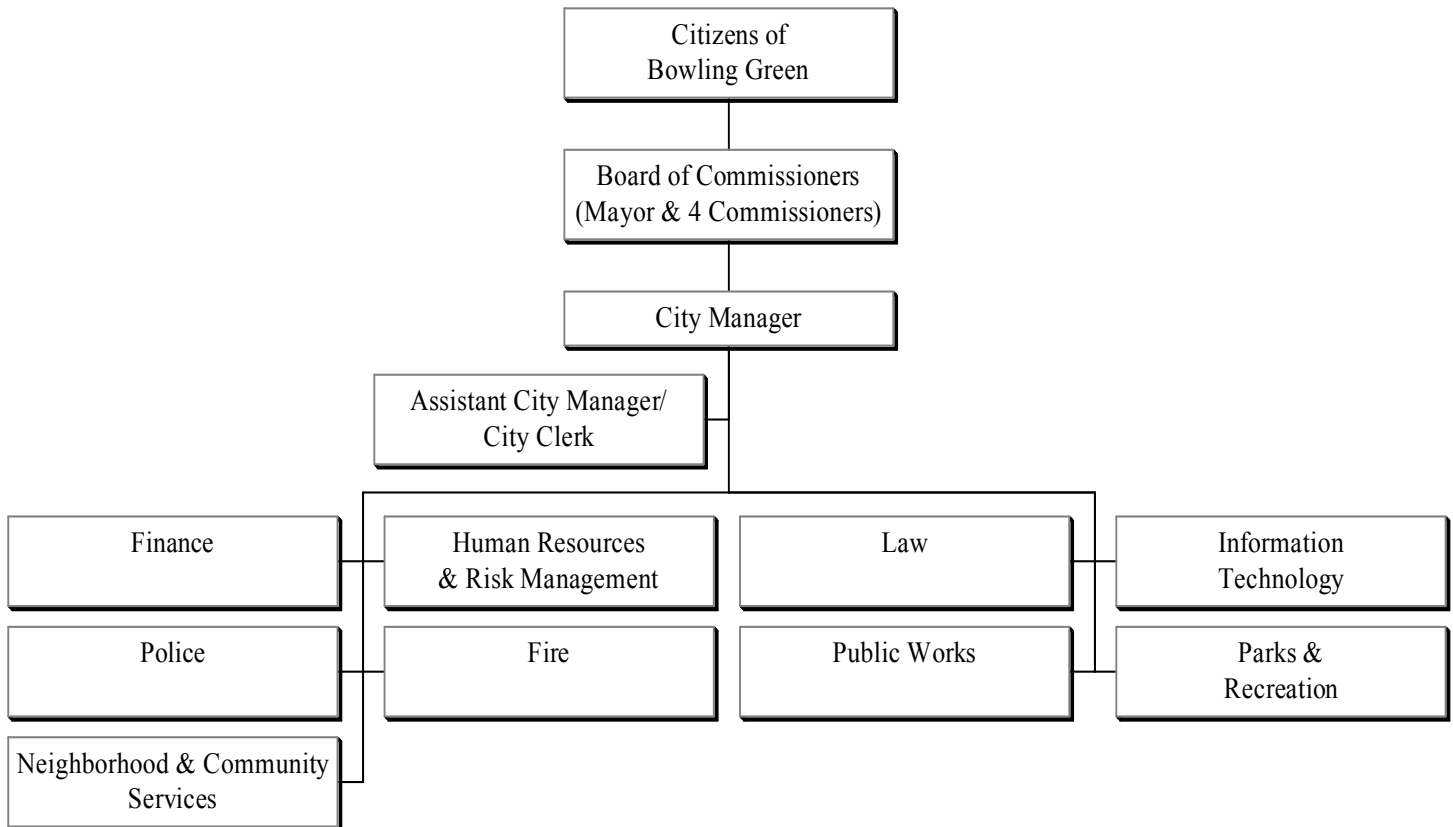 Citizens of
Bowling Green
Board of Commissioners
(Mayor & 4 Commissioners)
City Manager
Assistant City Manager/
City Clerk
Finance
Human Resources
& Risk Management
Law
Information
Technology
Police
Fire
Public Works
Parks &
Recreation
Neighborhood & Community
Services